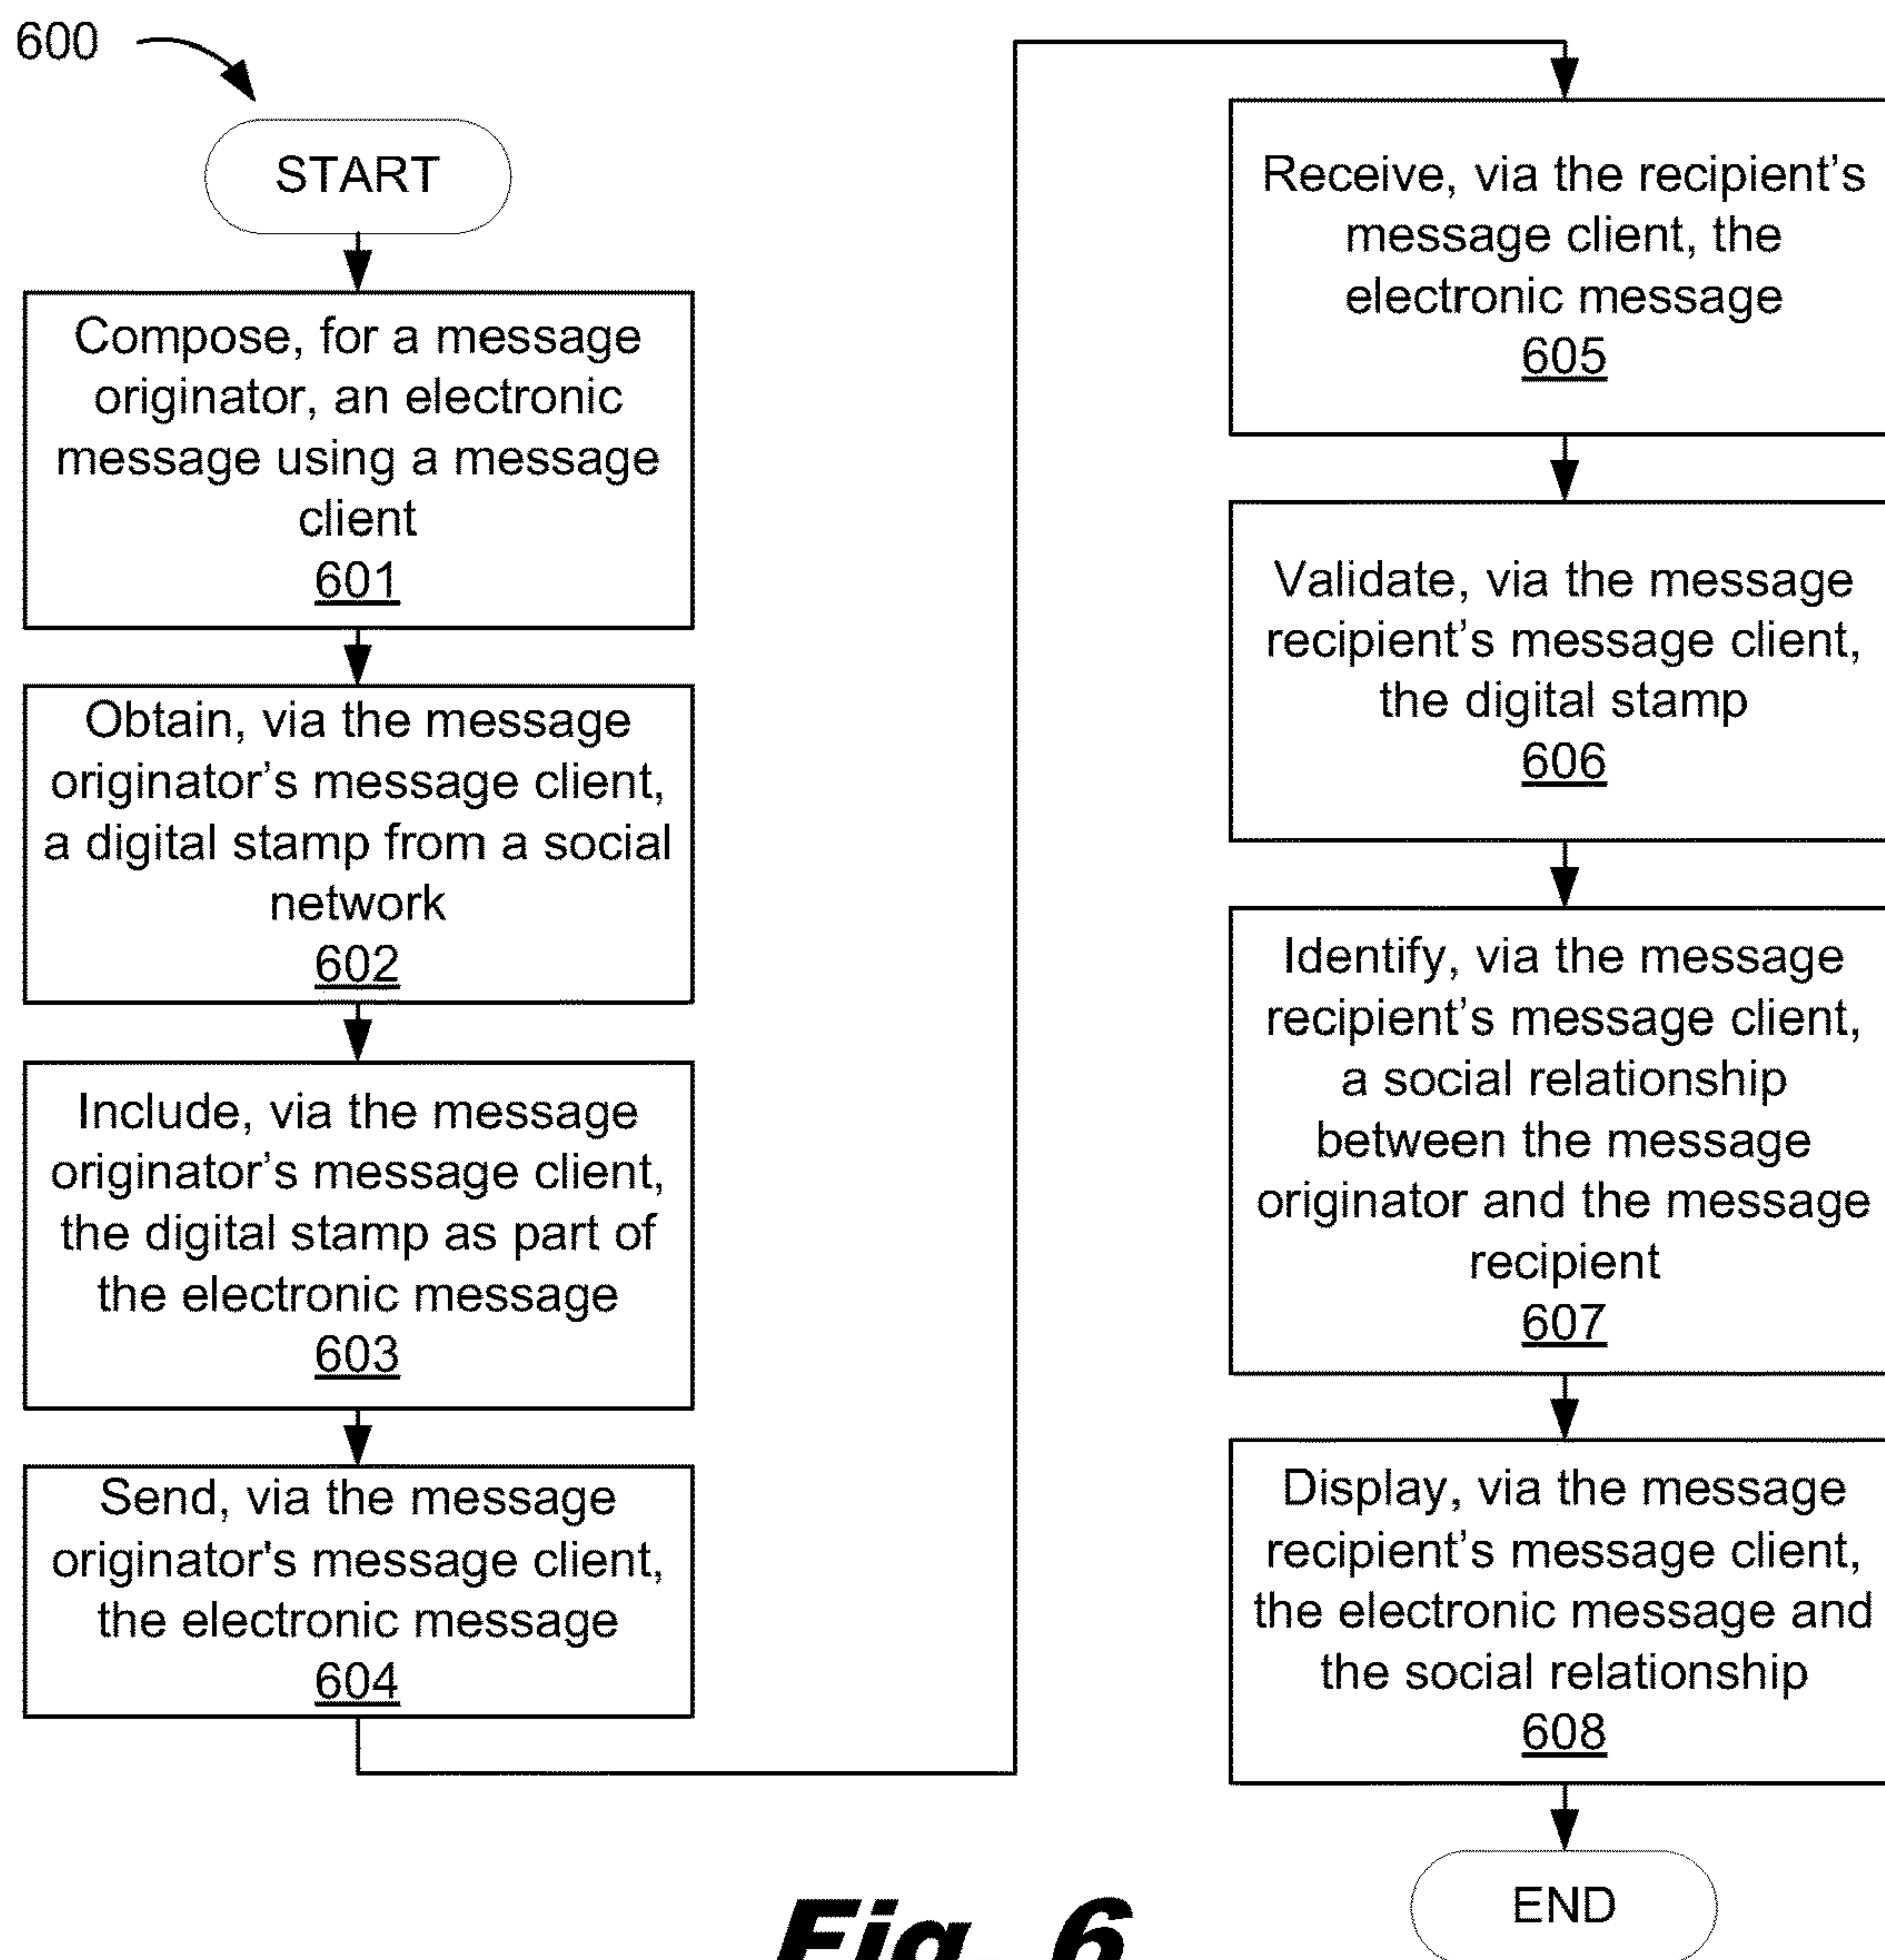 600
START
Compose, for a message
originator, an electronic
message using a message
client
601
Obtain, via the message
originator’s message client,
a digital stamp from a social
network
602
Include, via the message
originator’s message client,
the digital stamp as part of
the electronic message
603
Send, via the message
originator's message client,
the electronic message
604
Receive, via the recipient’s
message client, the
electronic message
605
Validate, via the message
recipient’s message client,
the digital stamp
606
Identify, via the message
recipient’s message client,
a social relationship
between the message
originator and the message
recipient
607
Display, via the message
recipient’s message client,
the electronic message and
the social relationship
608
END
Fig. 6